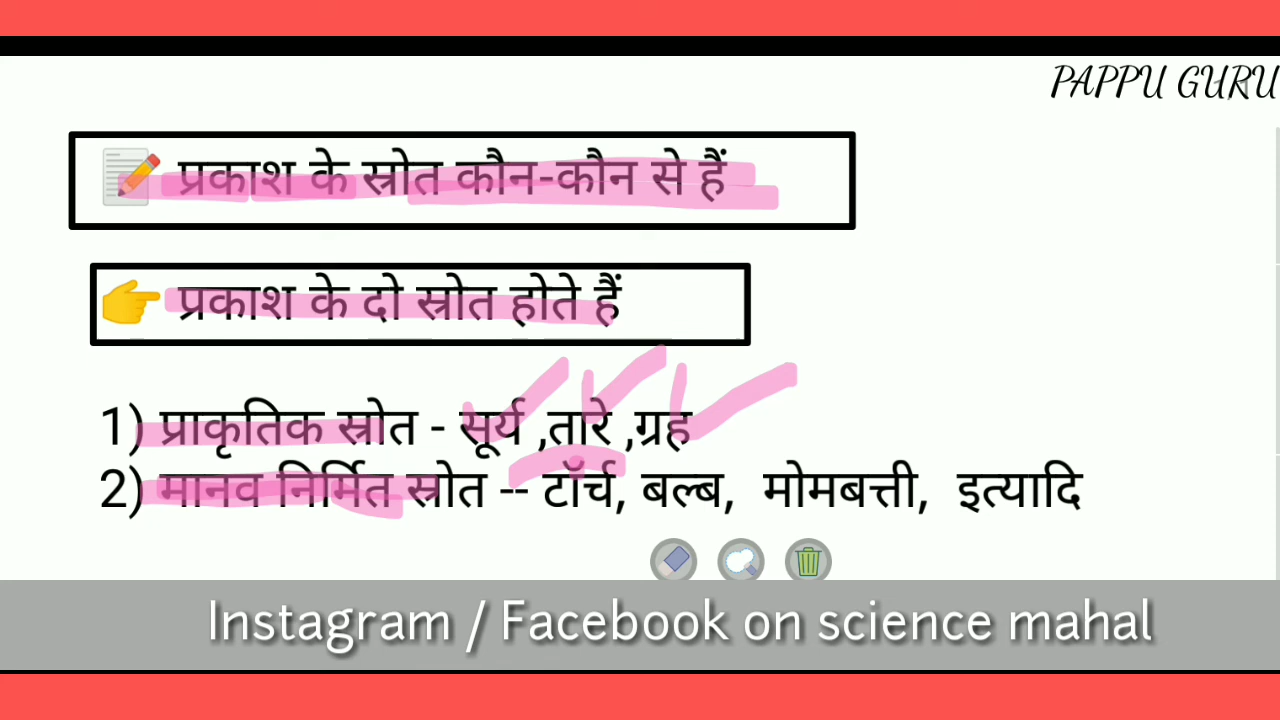 PAPPU GURU
📝 प्रकाश के स्रोत कौन-कौन से हैं
👉 प्रकाश के दो स्रोत होते हैं
1) प्राकृतिक स्रोत - सूर्य ,तारे ,ग्रह
2) मानव निर्मित स्रोत -- टॉर्च, बल्ब, मोमबत्ती, इत्यादि
Instagram / Facebook on science mahal